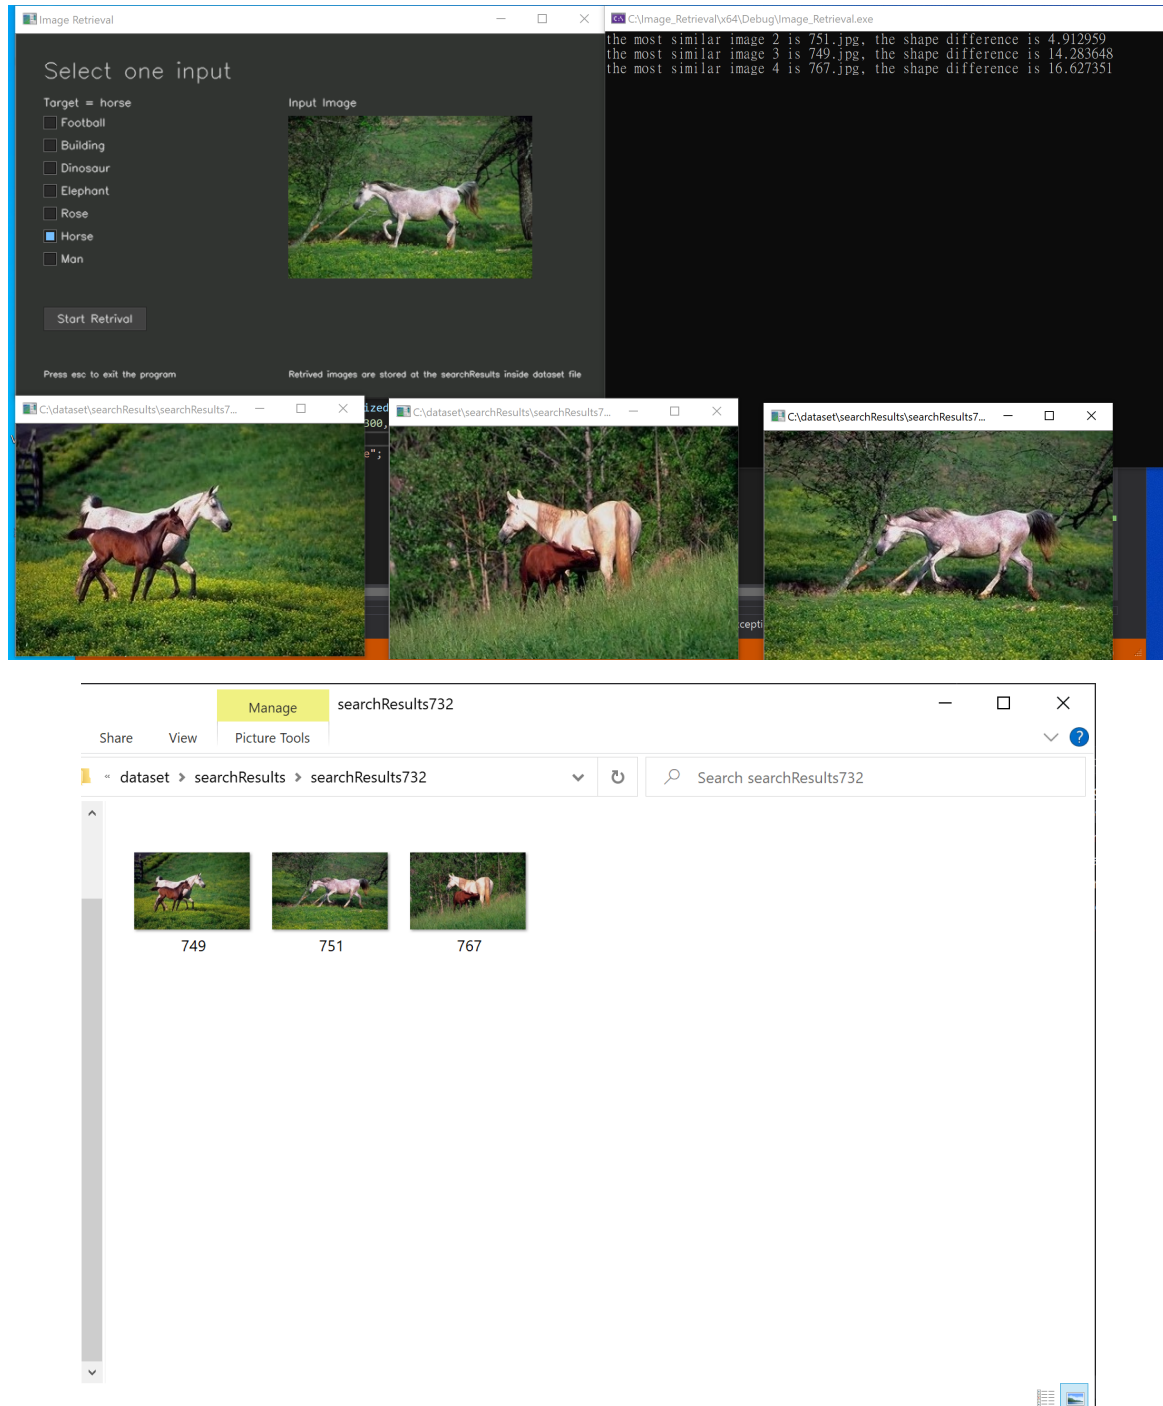 Image Retrieval
C:\Image_Retrieval\x64\Debug\Image_Retrieval.exe
the most similar image 2 is 751.jpg, the shape difference is 4.912959
the most similar image 3 is 749.jpg, the shape difference is 14.283648
the most similar image 4 is 767.jpg, the shape difference is 16.627351
Select one input
Target = horse
Input Image
Football
Building
Dinosaur
Elephant
Rose
Horse
Man
Start Retrival
Press esc to exit the program
Retrived images are stored at the searchResults inside dataset file
C:\dataset\searchResults\searchResults7...
ized
C:\dataset\searchResults\searchResults7...
C:\dataset\searchResults\searchResults7...
300,
e";
cepti
Manage
searchResults732
Share
View
Picture Tools
?
« dataset > searchResults > searchResults732
Search searchResults732
749
751
767